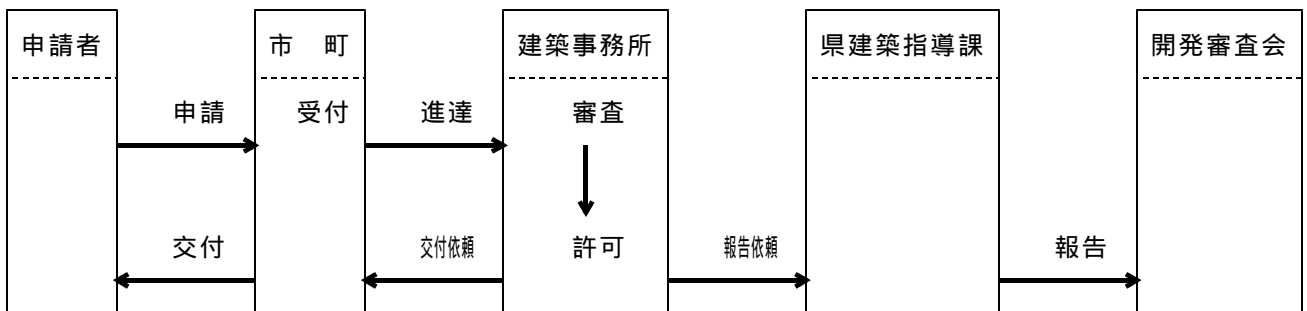 申請者 市　町 建築事務所 県建築指導課 開発審査会
申請 受付 進達 審査
交付 交付依頼 許可 報告依頼 報告